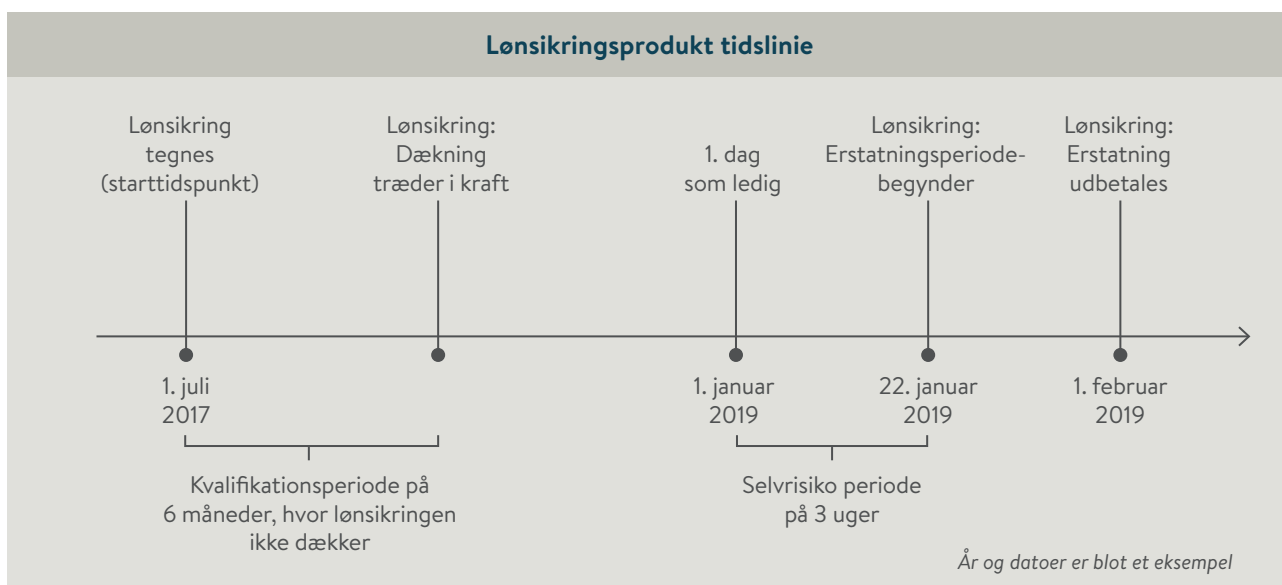 Lønsikringsprodukt tidslinie
Lønsikring
tegnes
(starttidspunkt)
Lønsikring:
Dækning
træder i kraft
1. dag
som ledig
Lønsikring:
Erstatningsperiode-
begynder
Lønsikring:
Erstatning
udbetales
1. juli
2017
1. januar
2019
22. januar
2019
1. februar
2019
Kvalifikationsperiode på
6 måneder, hvor lønsikringen
ikke dækker
Selvrisiko periode
på 3 uger
År og datoer er blot et eksempel